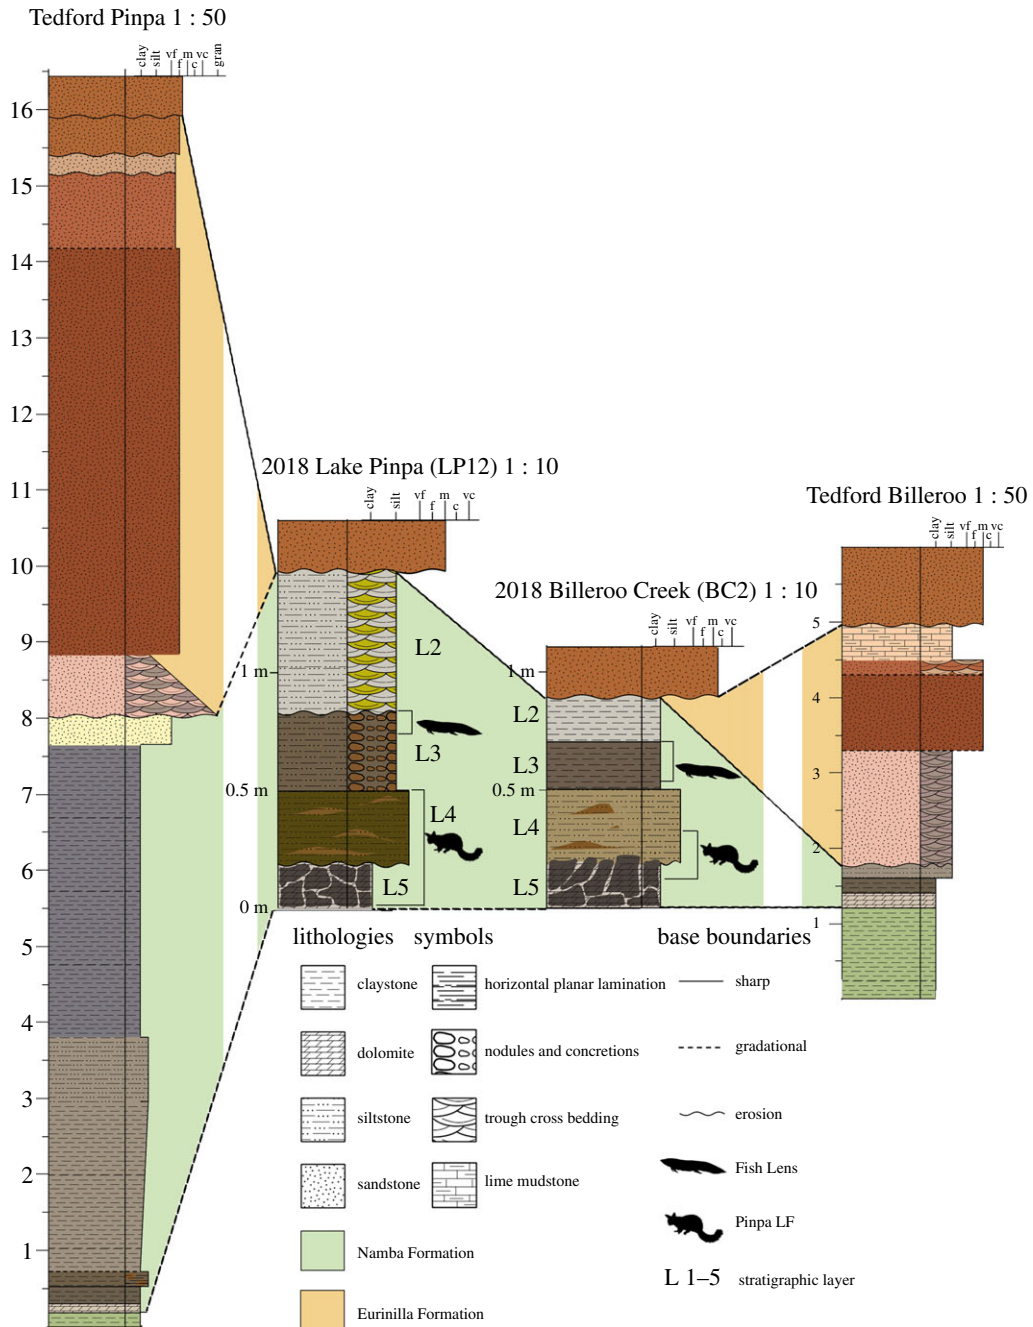 Tedford Pinpa 1 : 50
clay silt vf f m c vc gran
16
15
14
13
12
11
10
9
8
7
6
5
4
3
2
1
2018 Lake Pinpa (LP12) 1 : 10
clay silt vf f m c vc
1 m
0.5 m
0 m
L2
L3
L4
L5
2018 Billeroo Creek (BC2) 1 : 10
clay silt vf f m c vc
1 m
0.5 m
L2
L3
L4
L5
Tedford Billeroo 1 : 50
clay silt vf f m c vc
5
4
3
2
1
lithologies
claystone
dolomite
siltstone
sandstone
Namba Formation
Eurinilla Formation
symbols
horizontal planar lamination
nodules and concretions
trough cross bedding
lime mudstone
base boundaries
sharp
gradational
erosion
Fish Lens
Pinpa LF
L 1–5 stratigraphic layer